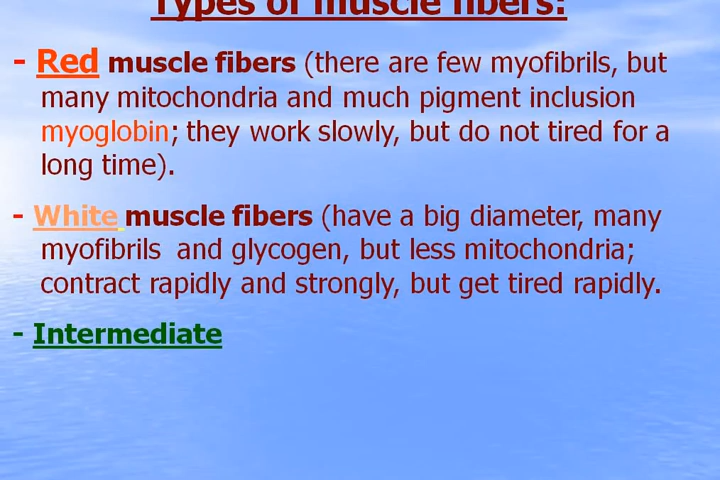 Types of muscle fibers:
- Red muscle fibers (there are few myofibrils, but
many mitochondria and much pigment inclusion
myoglobin; they work slowly, but do not tired for a
long time).
- White muscle fibers (have a big diameter, many
myofibrils and glycogen, but less mitochondria;
contract rapidly and strongly, but get tired rapidly.
- Intermediate